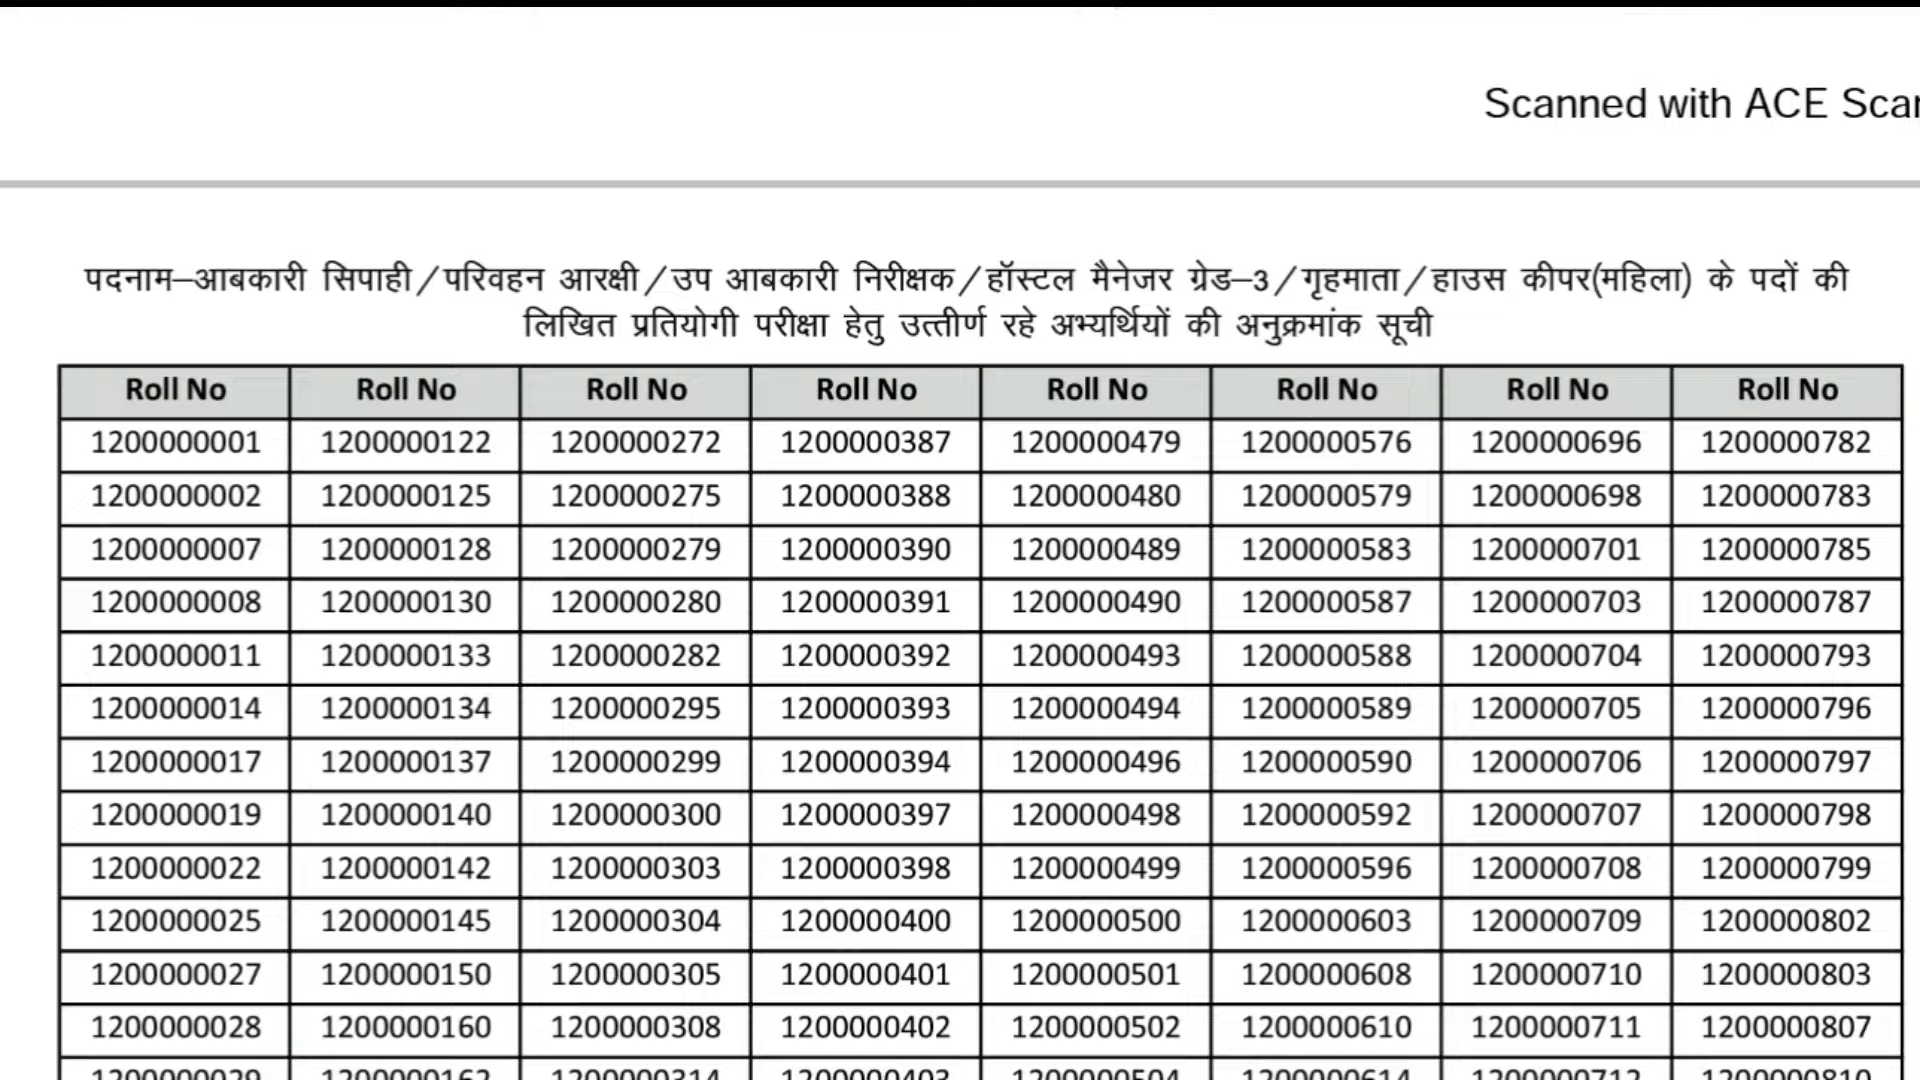 Scanned with ACE
पदनाम–आबकारी सिपाही/परिवहन आरक्षी/उप आबकारी निरीक्षक/हॉस्टल मैनेजर ग्रेड–3/गृहमाता/हाउस कीपर(महिला) के पदों की
लिखित प्रतियोगी परीक्षा हेतु उत्तीर्ण रहे अभ्यर्थियों की अनुक्रमांक सूची
Roll No Roll No Roll No Roll No Roll No Roll No Roll No Roll No
1200000001 1200000122 1200000272 1200000387 1200000479 1200000576 1200000696 1200000782
1200000002 1200000125 1200000275 1200000388 1200000480 1200000579 1200000698 1200000783
1200000007 1200000128 1200000279 1200000390 1200000489 1200000583 1200000701 1200000785
1200000008 1200000130 1200000280 1200000391 1200000490 1200000587 1200000703 1200000787
1200000011 1200000133 1200000282 1200000392 1200000493 1200000588 1200000704 1200000793
1200000014 1200000134 1200000295 1200000393 1200000494 1200000589 1200000705 1200000796
1200000017 1200000137 1200000299 1200000394 1200000496 1200000590 1200000706 1200000797
1200000019 1200000140 1200000300 1200000397 1200000498 1200000592 1200000707 1200000798
1200000022 1200000142 1200000303 1200000398 1200000499 1200000596 1200000708 1200000799
1200000025 1200000145 1200000304 1200000400 1200000500 1200000603 1200000709 1200000802
1200000027 1200000150 1200000305 1200000401 1200000501 1200000608 1200000710 1200000803
1200000028 1200000160 1200000308 1200000402 1200000502 1200000610 1200000711 1200000807